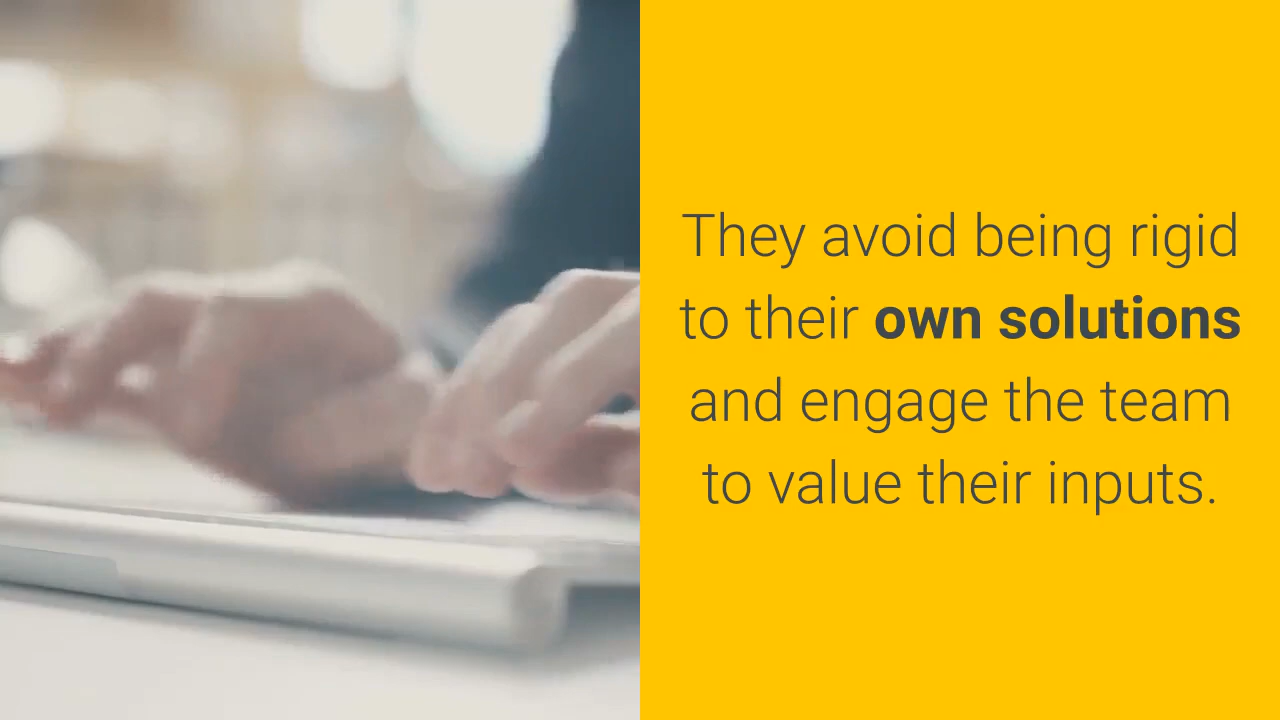 They avoid being rigid
to their own solutions
and engage the team
to value their inputs.